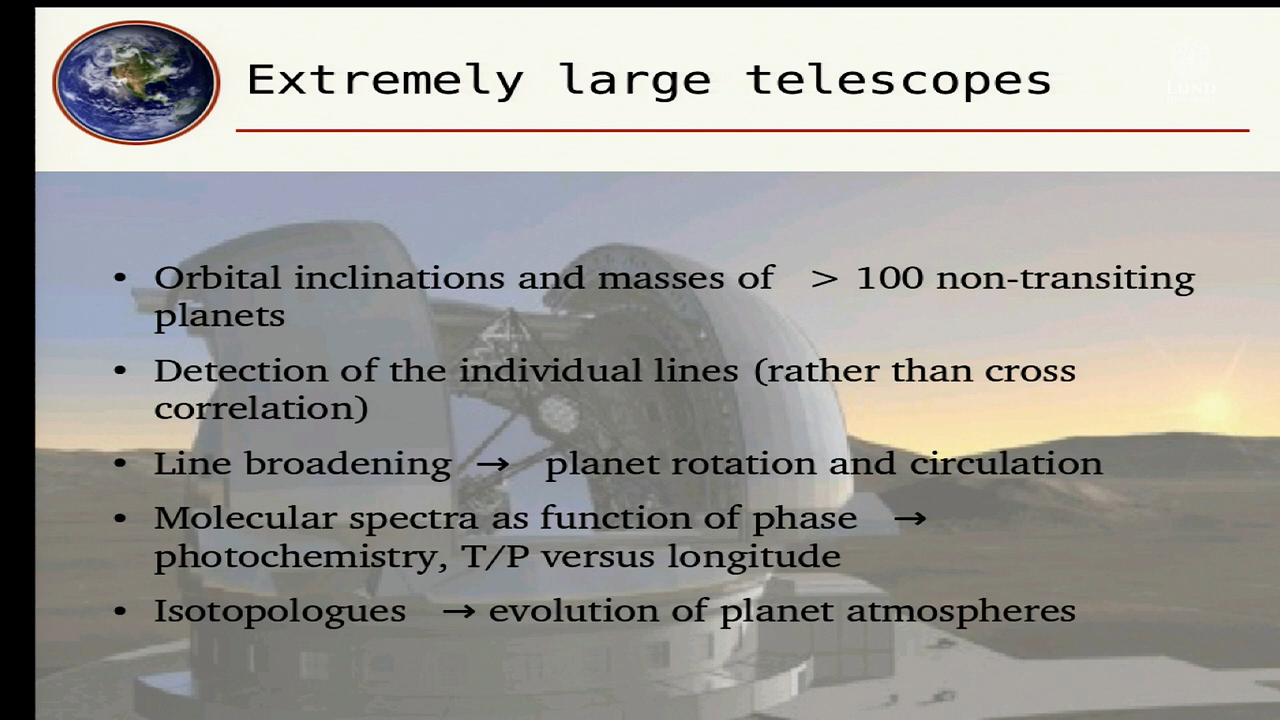 Extremely large telescopes
LUND
• Orbital inclinations and masses of > 100 non-transiting
planets
• Detection of the individual lines (rather than cross
correlation)
• Line broadening → planet rotation and circulation
• Molecular spectra as function of phase →
photochemistry, T/P versus longitude
• Isotopologues → evolution of planet atmospheres